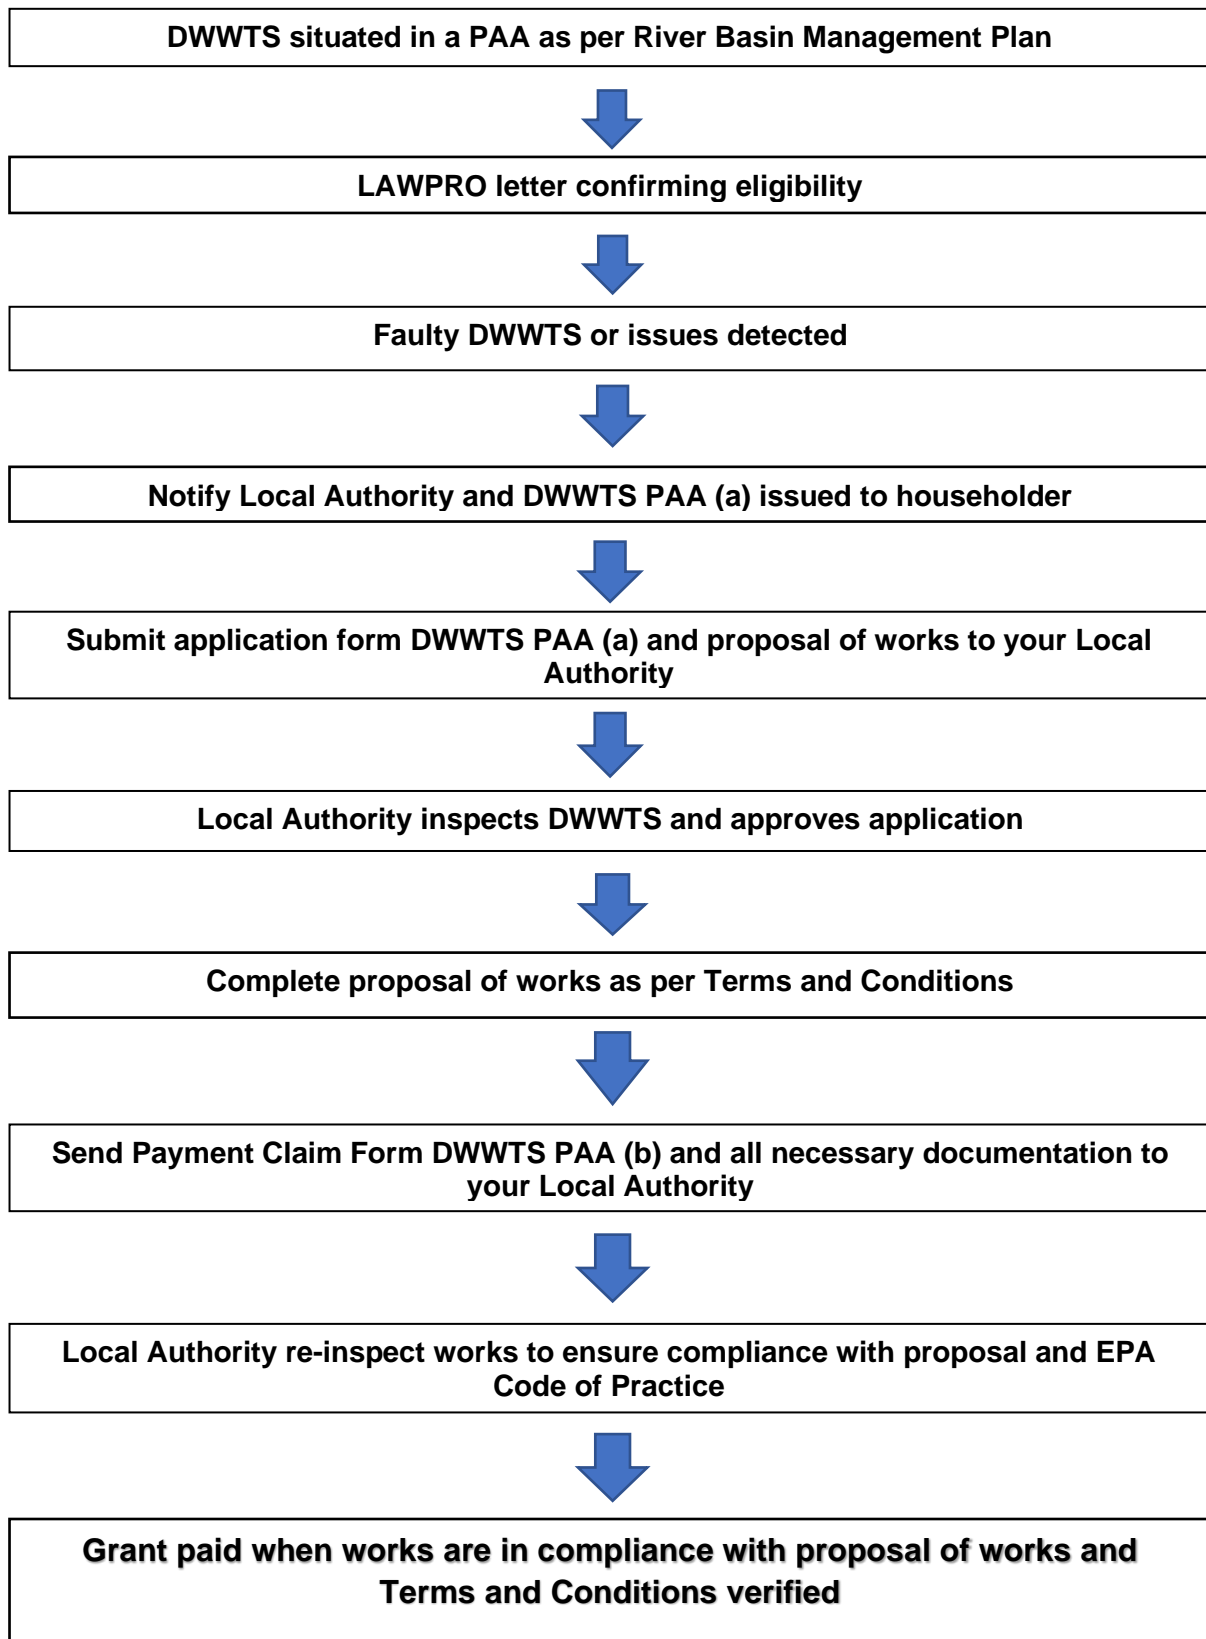 DWWTS situated in a PAA as per River Basin Management Plan
LAWPRO letter confirming eligibility
Faulty DWWTS or issues detected
Notify Local Authority and DWWTS PAA (a) issued to householder
Submit application form DWWTS PAA (a) and proposal of works to your Local
Authority
Local Authority inspects DWWTS and approves application
Complete proposal of works as per Terms and Conditions
Send Payment Claim Form DWWTS PAA (b) and all necessary documentation to
your Local Authority
Local Authority re-inspect works to ensure compliance with proposal and EPA
Code of Practice
Grant paid when works are in compliance with proposal of works and
Terms and Conditions verified